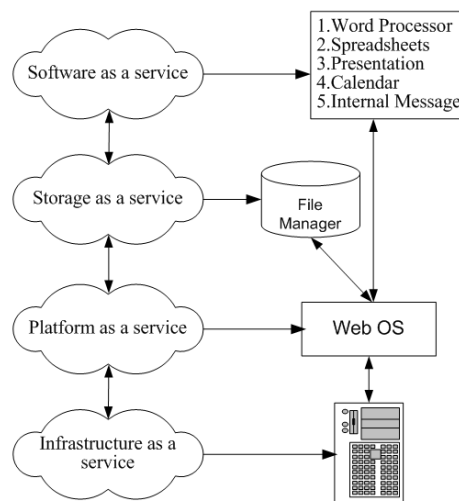 Software as a service
1.Word Processor
2.Spreadsheets
3.Presentation
4.Calendar
5.Internal Message
Storage as a service
File
Manager
Platform as a service
Web OS
Infrastructure as a
service